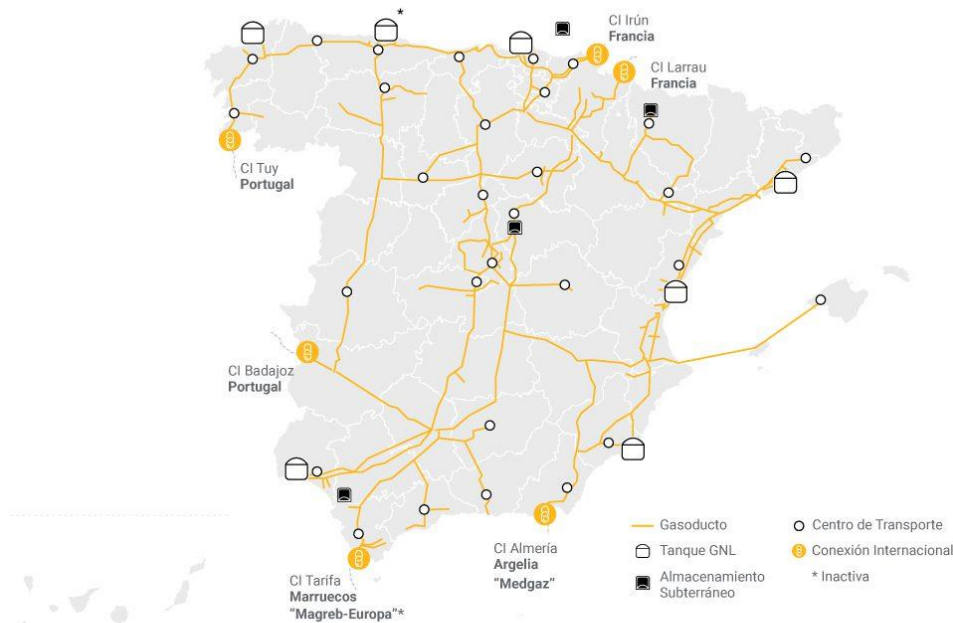 *
CI Irún
Francia
CI Larrau
Francia
CI Tuy
Portugal
CI Badajoz
Portugal
CI Almería
Argelia
“Medgaz”
CI Tarifa
Marruecos
“Magreb-Europa”*
Gasoducto
Centro de Transporte
Tanque GNL
Conexión Internacional
Almacenamiento
Subterráneo
* Inactiva